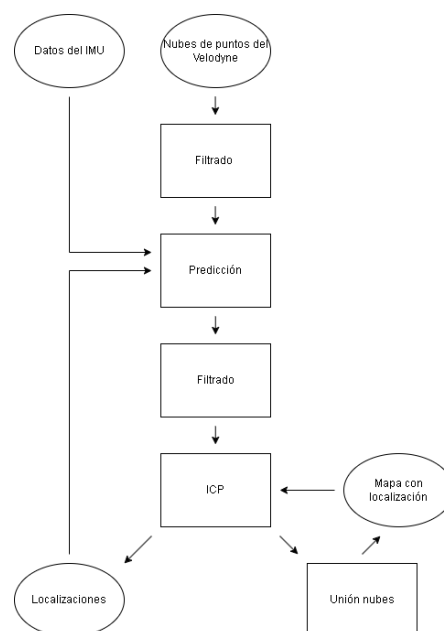 Datos del IMU
Nubes de puntos del
Velodyne
Filtrado
Predicción
Filtrado
ICP
Mapa con
localización
Localizaciones
Unión nubes